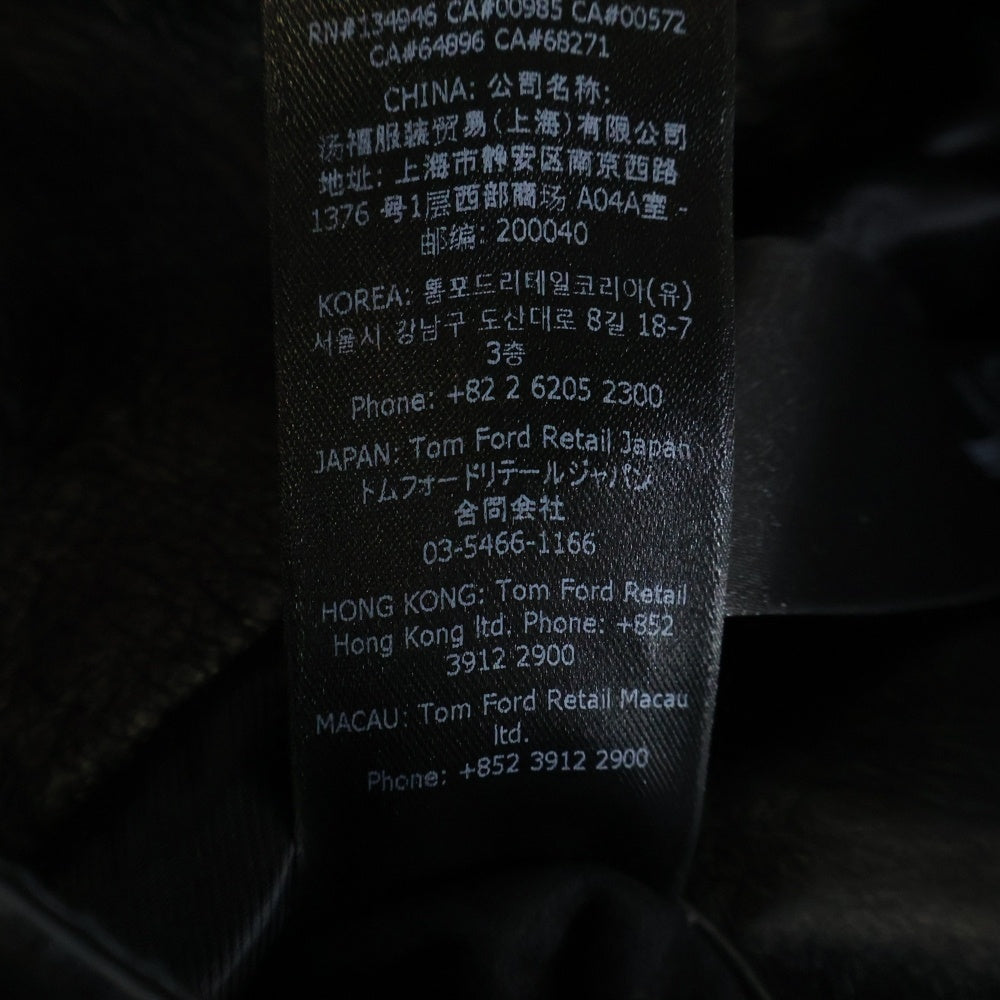 RN#134946 CA#00985 CA#00572
CA#64896 CA#68271
CHINA: 公司名称:
汤福服装贸易(上海)有限公司
地址: 上海市静安区南京西路
1376 号1层西部商场 A04A室 -
邮编: 200040
KOREA: 톰포드리테일코리아(유)
서울시 강남구 도산대로 8길 18-7
3층
Phone: +82 2 6205 2300
JAPAN: Tom Ford Retail Japan
トムフォードリテールジャパン
合同会社
03-5466-1166
HONG KONG: Tom Ford Retail
Hong Kong ltd. Phone: +852
3912 2900
MACAU: Tom Ford Retail Macau
ltd.
Phone: +852 3912 2900